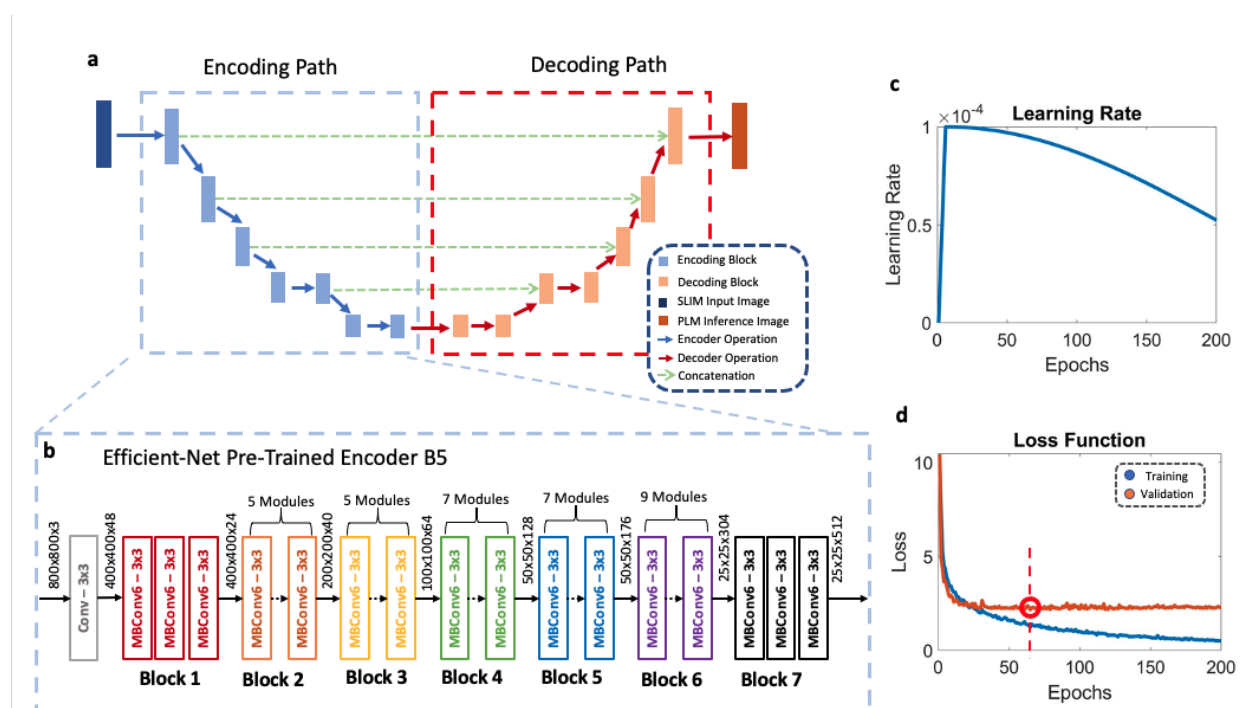 a
Encoding Path
Decoding Path
Encoding Block
Decoding Block
SLIM Input Image
PLM Inference Image
Encoder Operation
Decoder Operation
Concatenation
b
Efficient-Net Pre-Trained Encoder B5
5 Modules
5 Modules
7 Modules
7 Modules
9 Modules
800x800x3
Conv – 3x3
400x400x48
MBConv6 – 3x3
MBConv6 – 3x3
MBConv6 – 3x3
400x400x24
MBConv6 – 3x3
MBConv6 – 3x3
200x200x40
MBConv6 – 3x3
MBConv6 – 3x3
100x100x64
MBConv6 – 3x3
MBConv6 – 3x3
50x50x128
MBConv6 – 3x3
MBConv6 – 3x3
50x50x176
MBConv6 – 3x3
MBConv6 – 3x3
25x25x304
MBConv6 – 3x3
MBConv6 – 3x3
MBConv6 – 3x3
25x25x512
Block 1
Block 2
Block 3
Block 4
Block 5
Block 6
Block 7
c
×10⁻⁴
Learning Rate
Learning Rate
1
0.5
0
0 50 100 150 200
Epochs
d
Loss Function
Training
Validation
Loss
10
5
0
0 50 100 150 200
Epochs